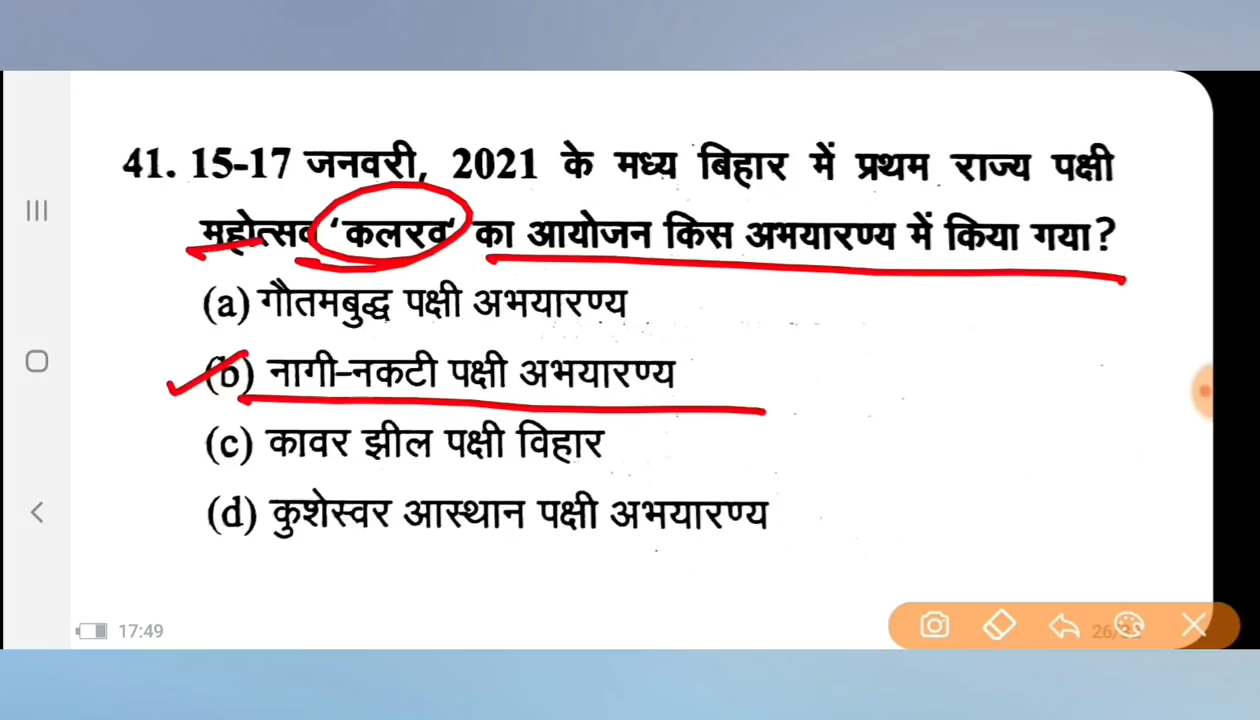 41. 15-17 जनवरी, 2021 के मध्य बिहार में प्रथम राज्य पक्षी
महोत्सव 'कलरव' का आयोजन किस अभयारण्य में किया गया?
(a) गौतमबुद्ध पक्षी अभयारण्य
(b) नागी-नकटी पक्षी अभयारण्य
(c) कावर झील पक्षी विहार
(d) कुशेस्वर आस्थान पक्षी अभयारण्य
17:49